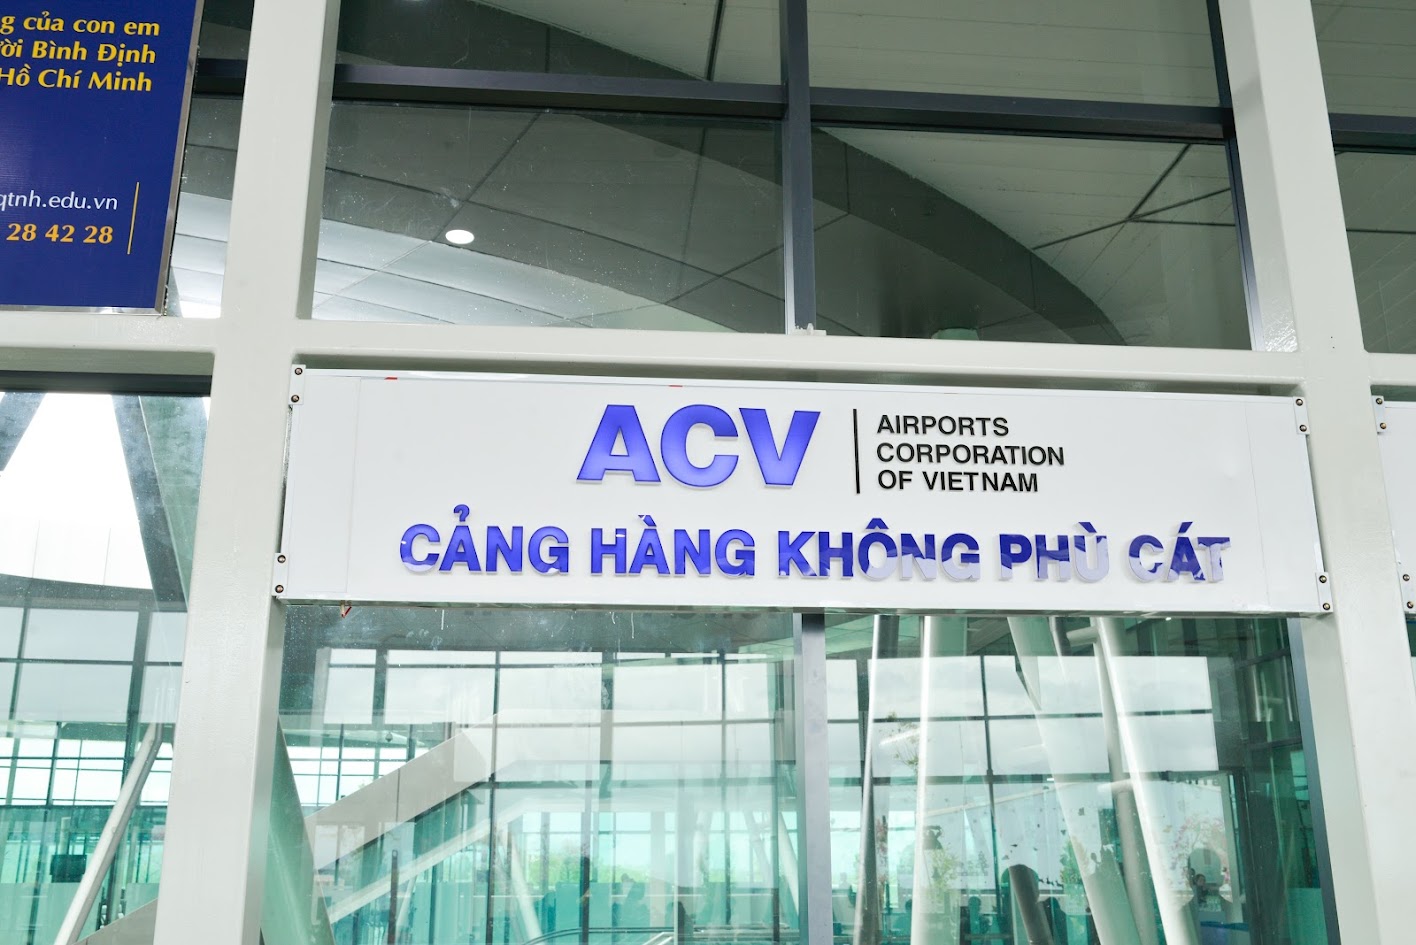 của con em
Bình Định
Hồ Chí Minh
qtnh.edu.vn
28 42 28
ACV
AIRPORTS
CORPORATION
OF VIETNAM
CẢNG HÀNG KHÔNG PHÙ CÁT